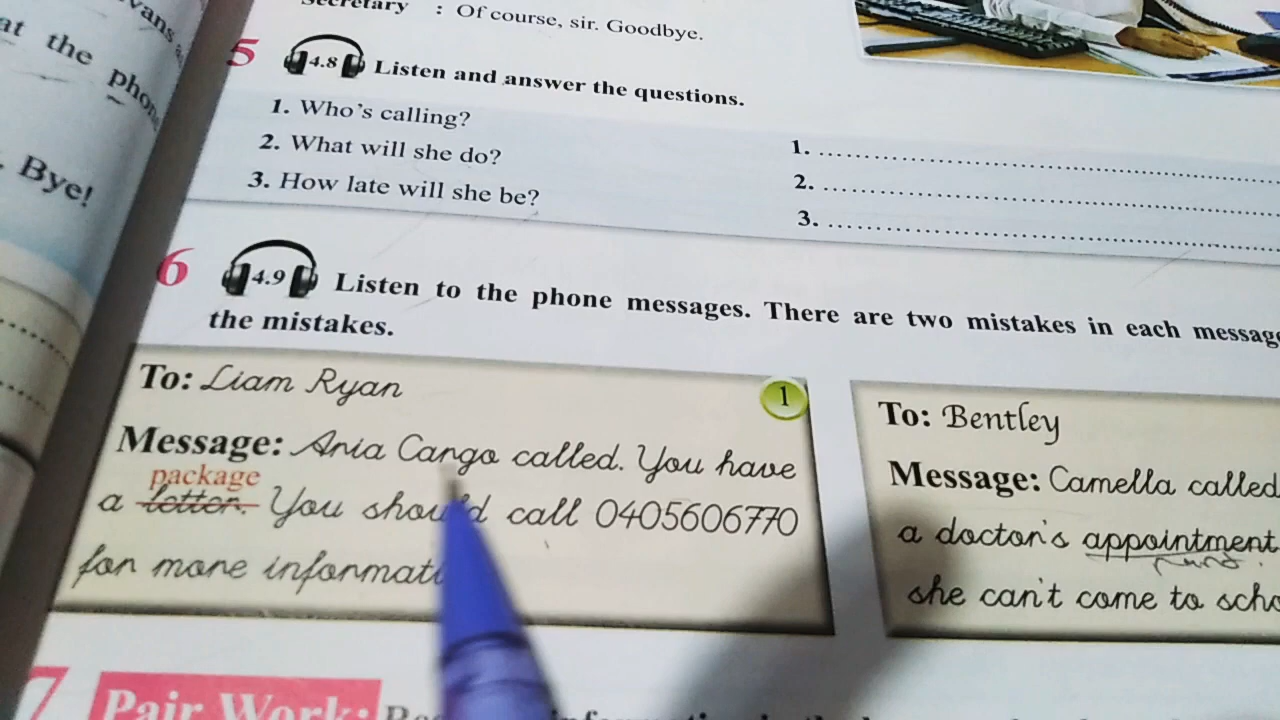 vans
at the phon
. Bye!
Secretary : Of course, sir. Goodbye.
5 4.8 Listen and answer the questions.
1. Who's calling?
2. What will she do?
3. How late will she be?
1. ........................
2. ........................
3. ........................
6 4.9 Listen to the phone messages. There are two mistakes in each message
the mistakes.
To: Liam Ryan
1
Message: Ania Cargo called. You have
package
a letter. You should call 0405606770
for more informati
To: Bentley
Message: Camella called
a doctor's appointment
she can't come to scho
7 Pair Work: